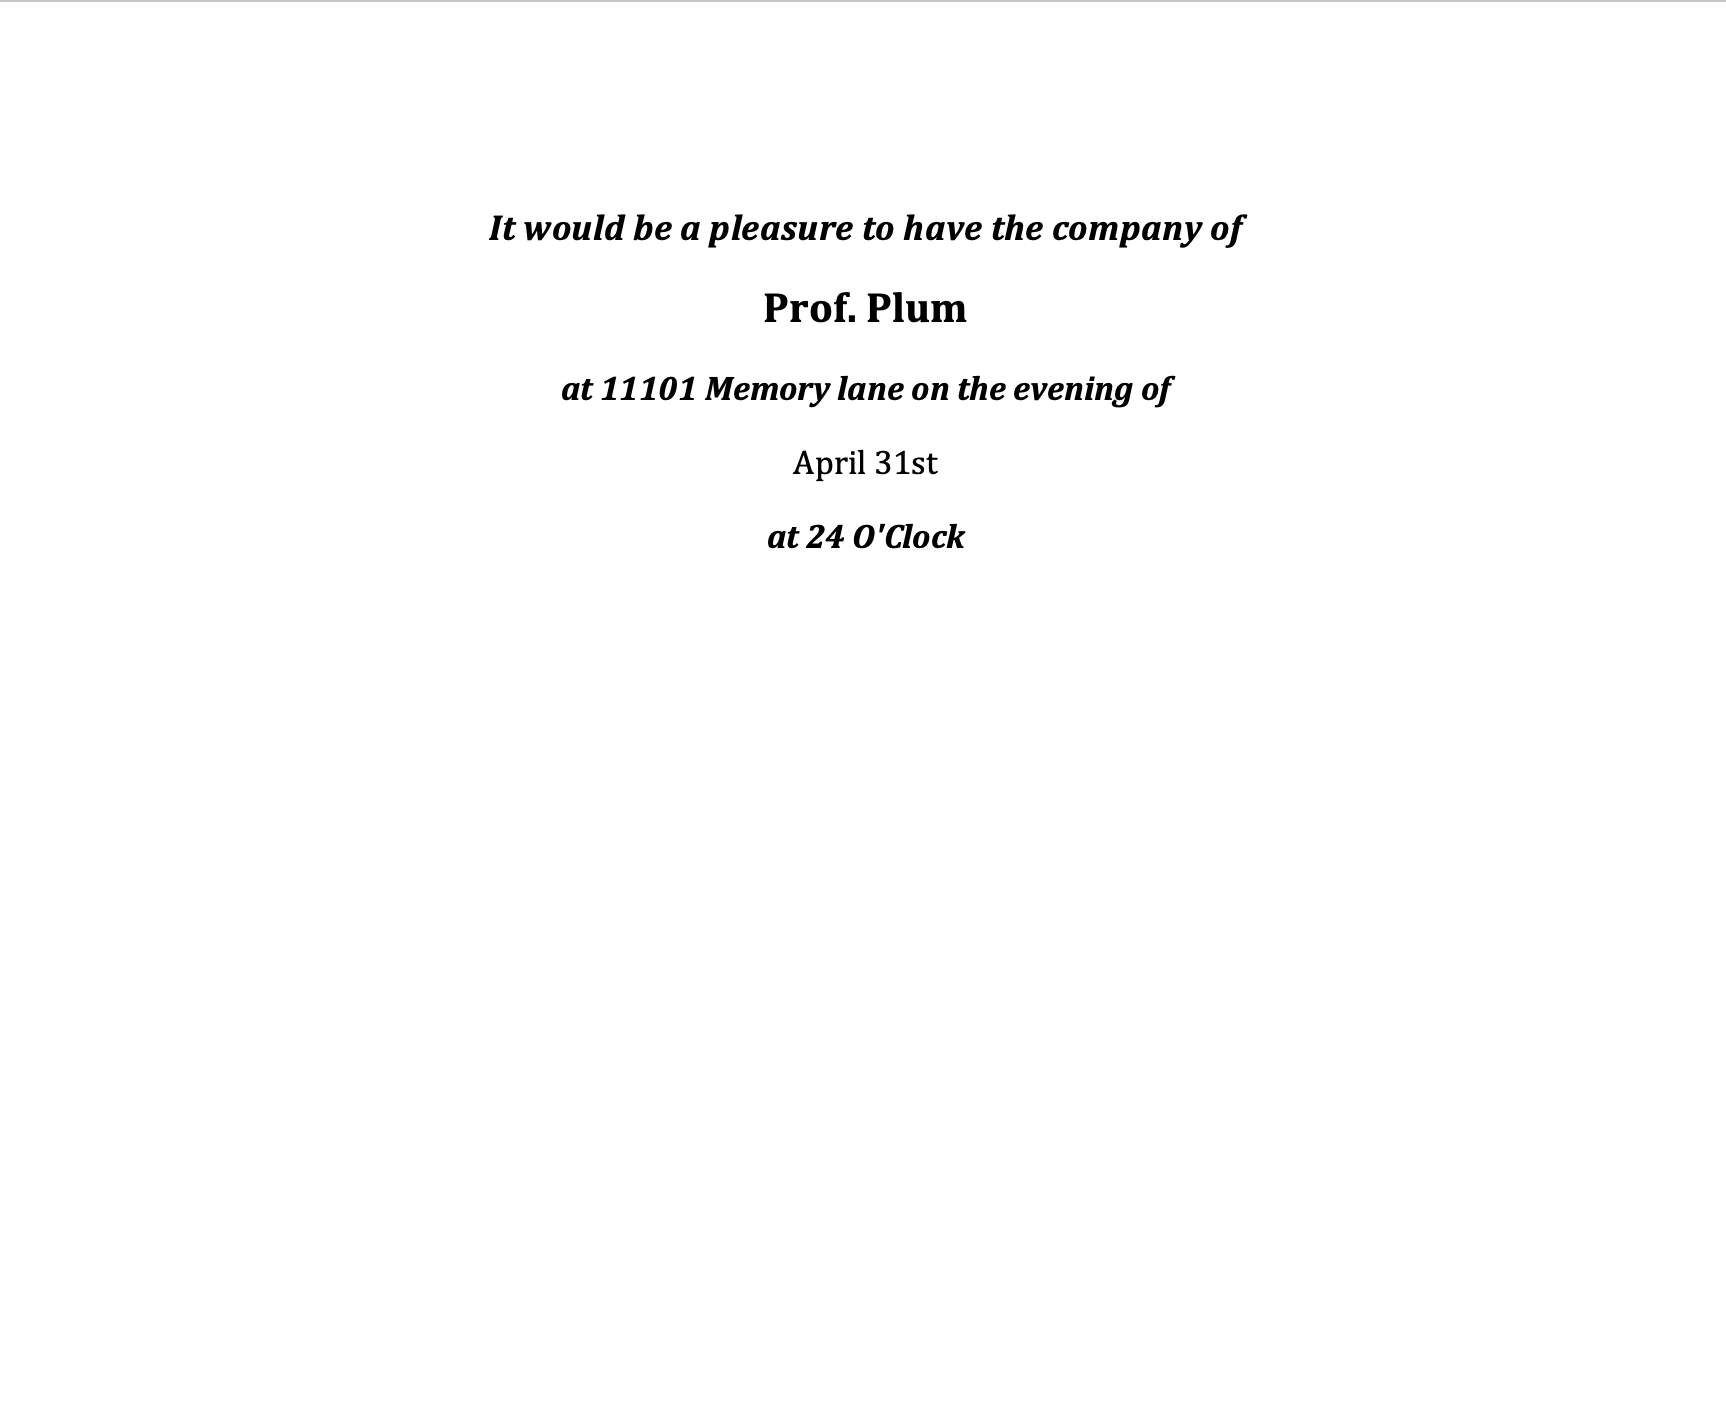 It would be a pleasure to have the company of
Prof. Plum
at 11101 Memory lane on the evening of
April 31st
at 24 O'Clock